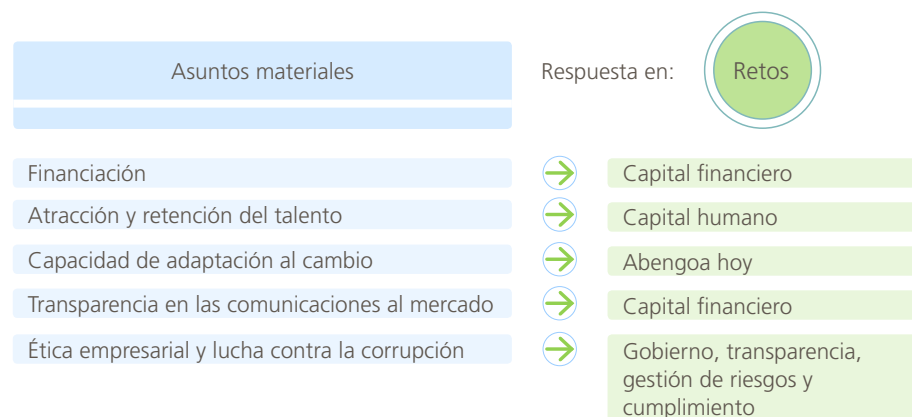 Asuntos materiales
Respuesta en:
Retos
Financiación
Capital financiero
Atracción y retención del talento
Capital humano
Capacidad de adaptación al cambio
Abengoa hoy
Transparencia en las comunicaciones al mercado
Capital financiero
Ética empresarial y lucha contra la corrupción
Gobierno, transparencia,
gestión de riesgos y
cumplimiento